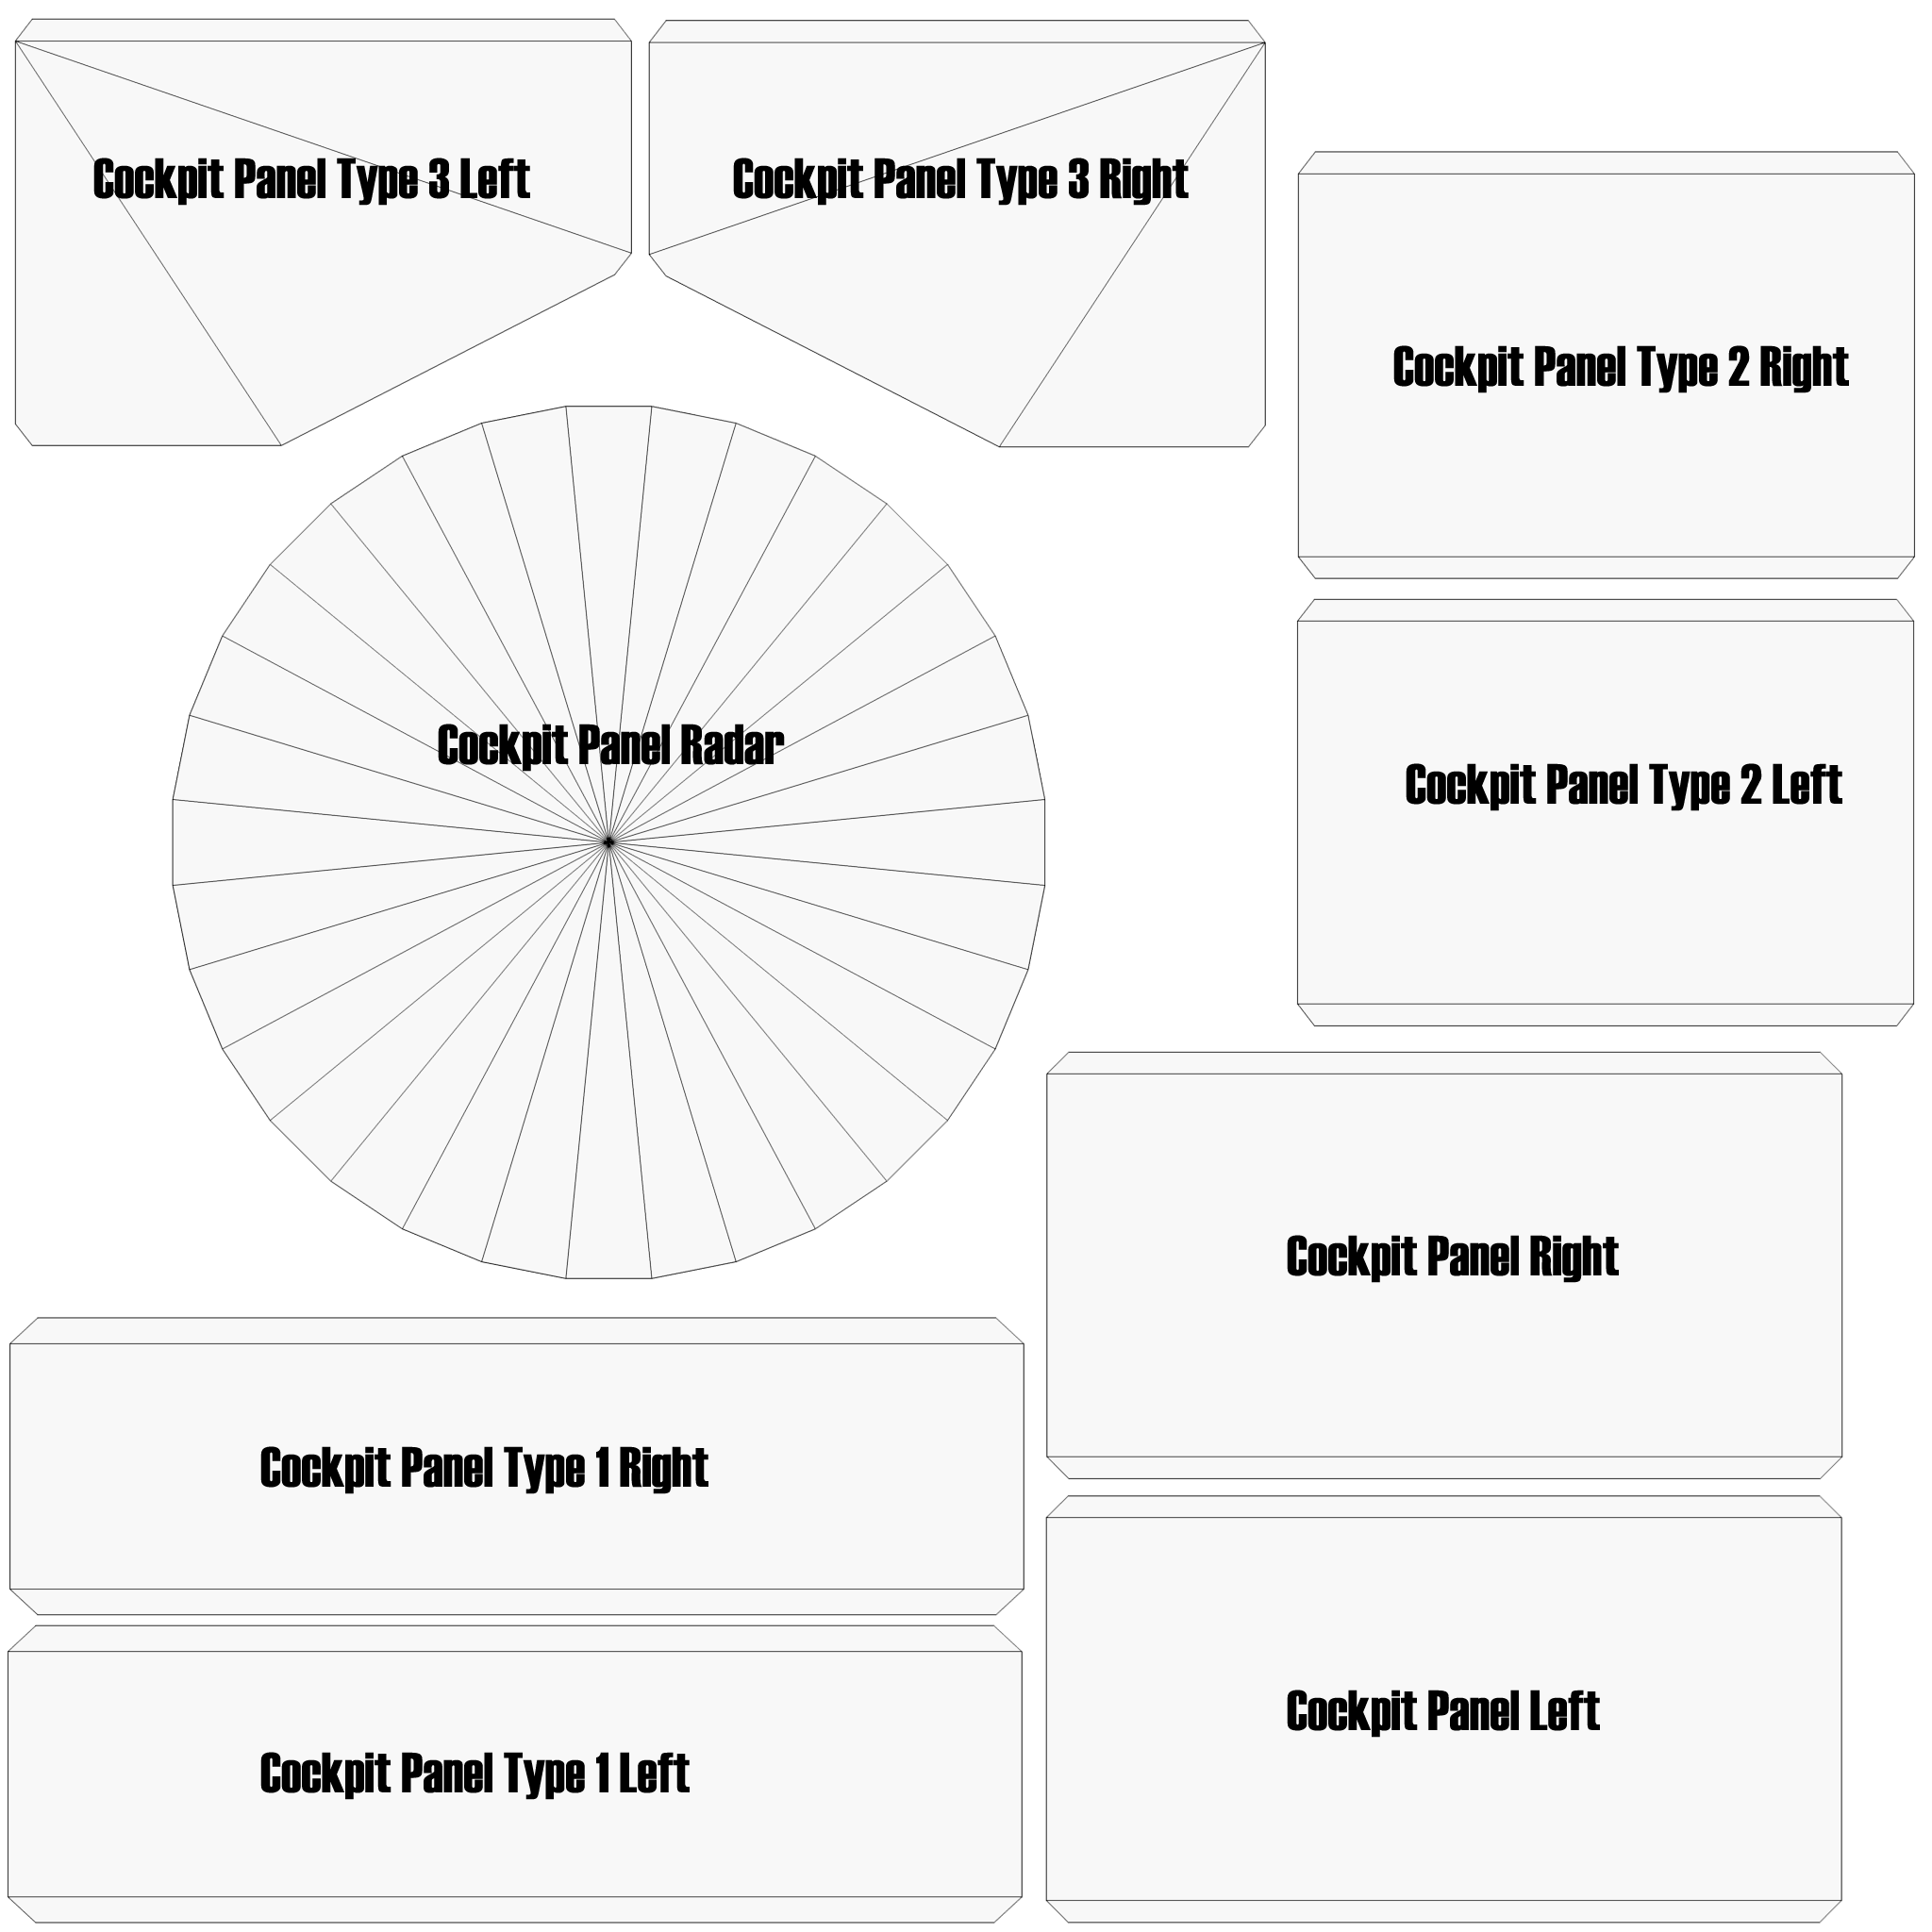 Cockpit Panel Type 3 Left
Cockpit Panel Type 3 Right
Cockpit Panel Type 2 Right
Cockpit Panel Radar
Cockpit Panel Type 2 Left
Cockpit Panel Right
Cockpit Panel Type 1 Right
Cockpit Panel Left
Cockpit Panel Type 1 Left